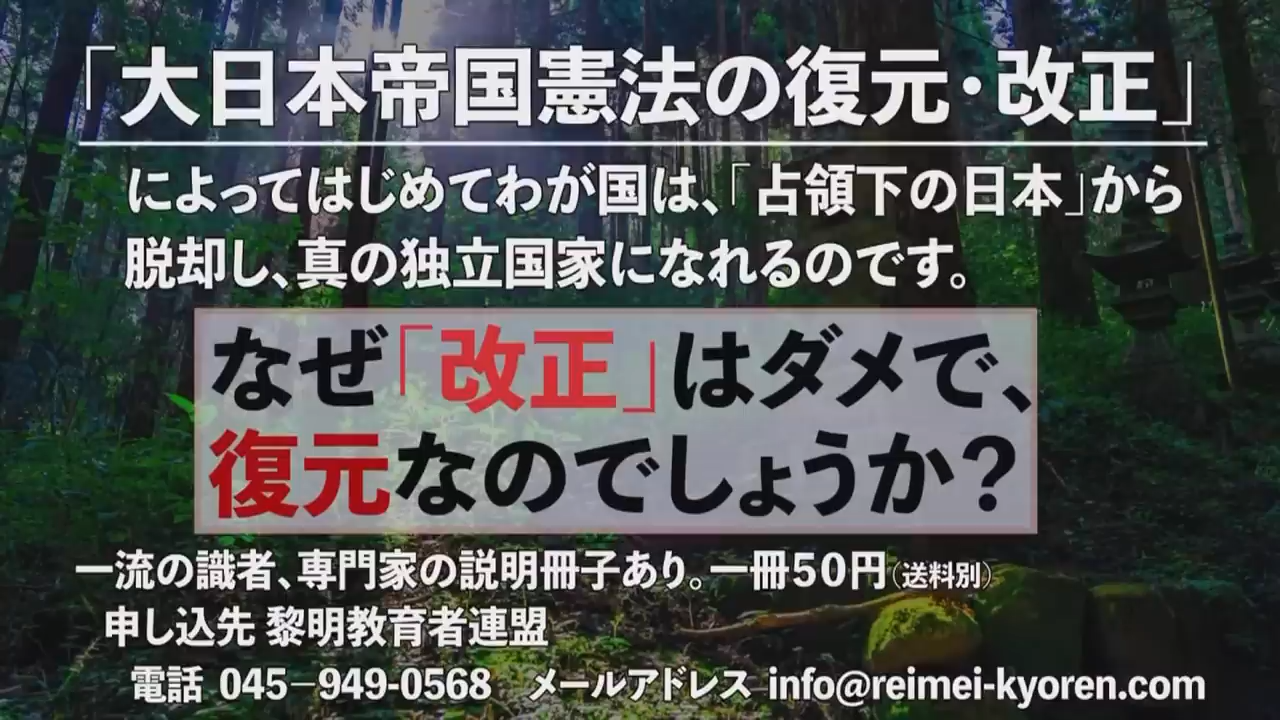 「大日本帝国憲法の復元・改正」
によってはじめてわが国は、「占領下の日本」から
脱却し、真の独立国家になれるのです。
なぜ「改正」はダメで、
復元なのでしょうか？
一流の識者、専門家の説明冊子あり。一冊50円（送料別）
申し込先 黎明教育者連盟
電話 045－949-0568 メールアドレス info@reimei-kyoren.com